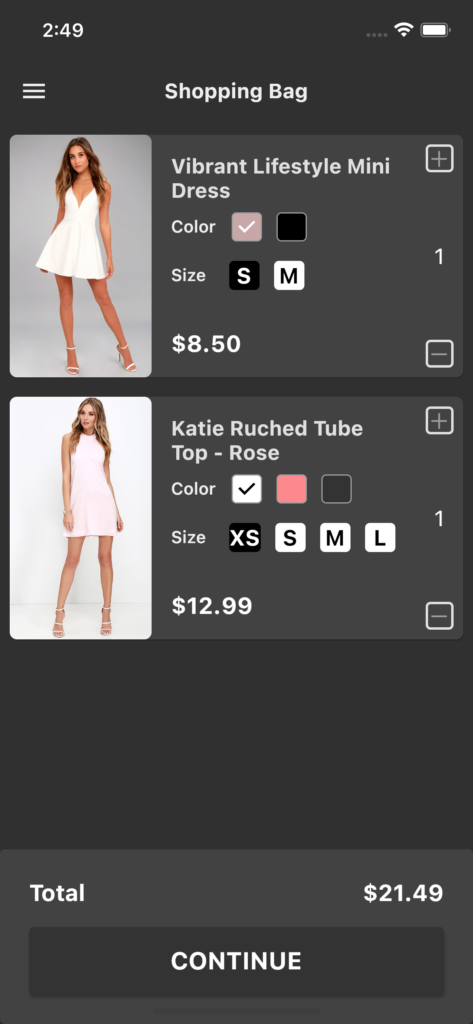 2:49
Shopping Bag
Vibrant Lifestyle Mini
Dress
Color
1
Size S M
$8.50
Katie Ruched Tube
Top - Rose
Color
1
Size XS S M L
$12.99
Total $21.49
CONTINUE